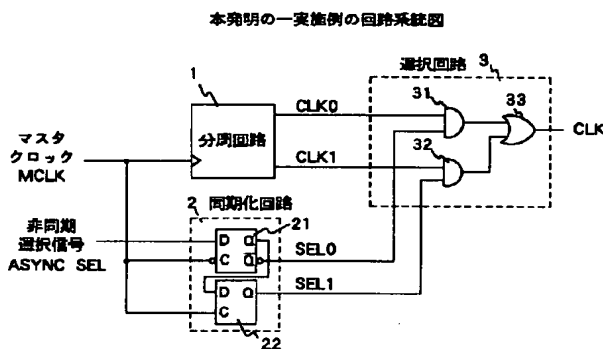 本発明の一実施例の回路系統図
1
分周回路
CLK0
CLK1
マスタ
クロック
MCLK
選択回路 3
31
32
33
CLK
2 同期化回路
21
非同期
選択信号
ASYNC SEL
D Q
C Q
SEL0
D Q
C
SEL1
22